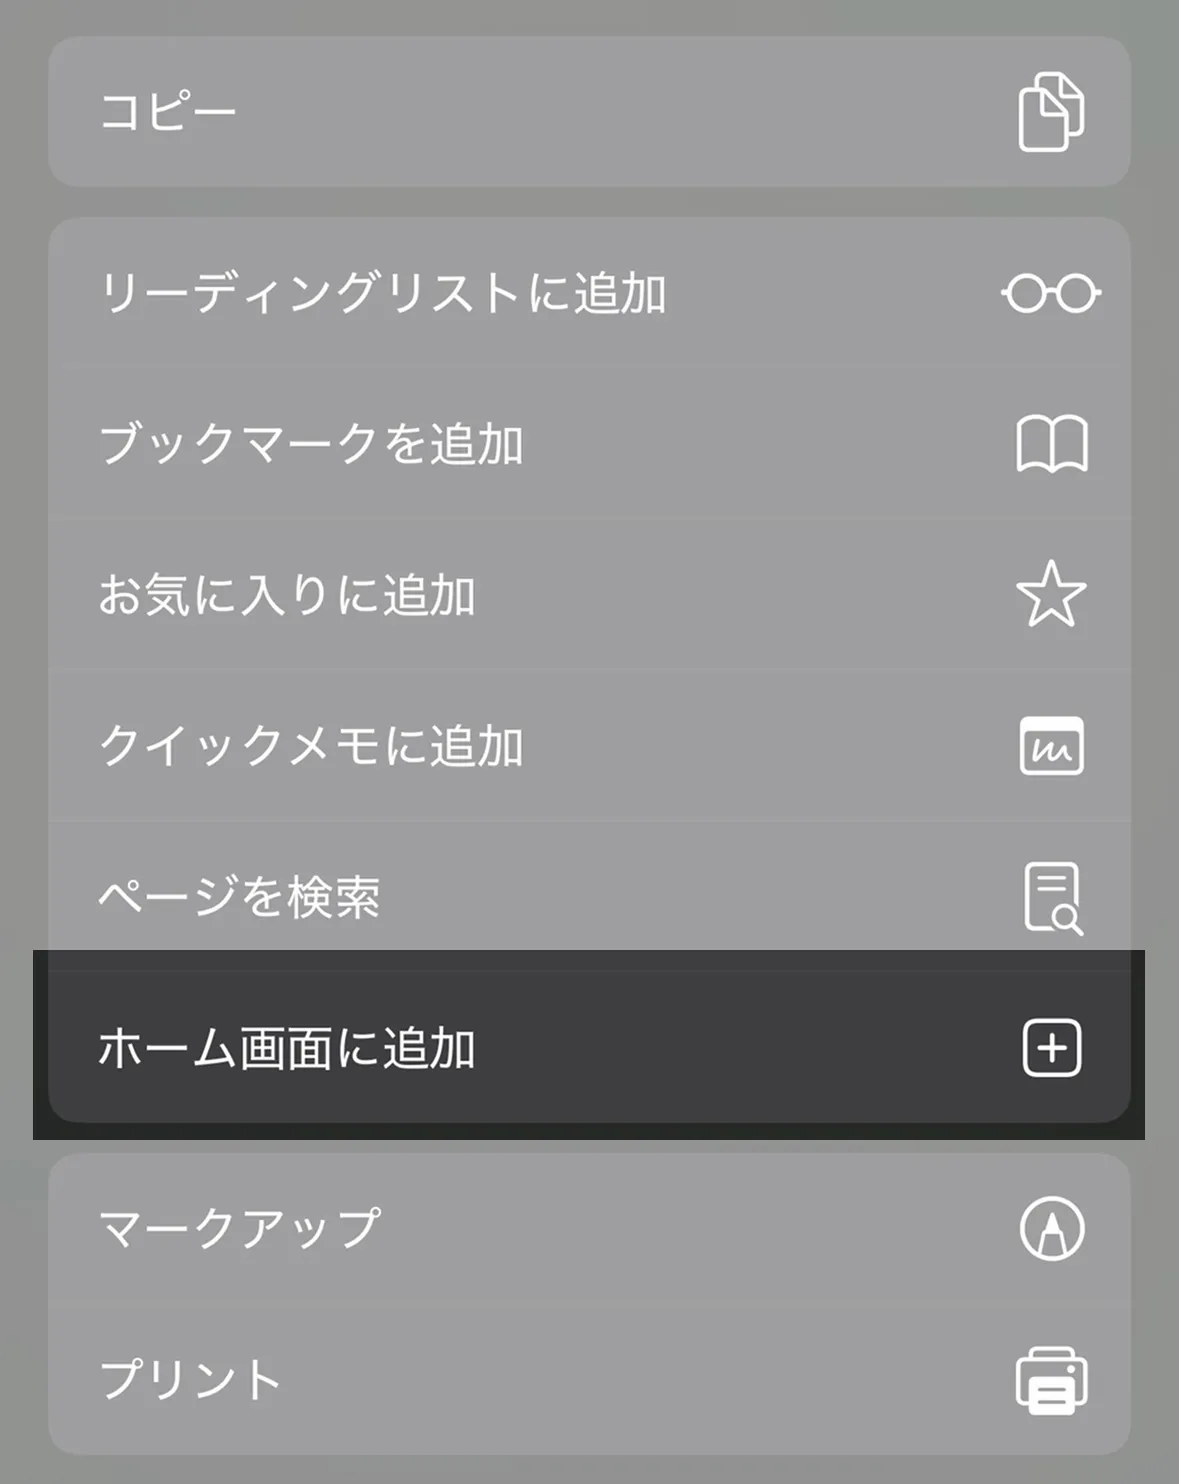 コピー
リーディングリストに追加
ブックマークを追加
お気に入りに追加
クイックメモに追加
ページを検索
ホーム画面に追加
マークアップ
プリント